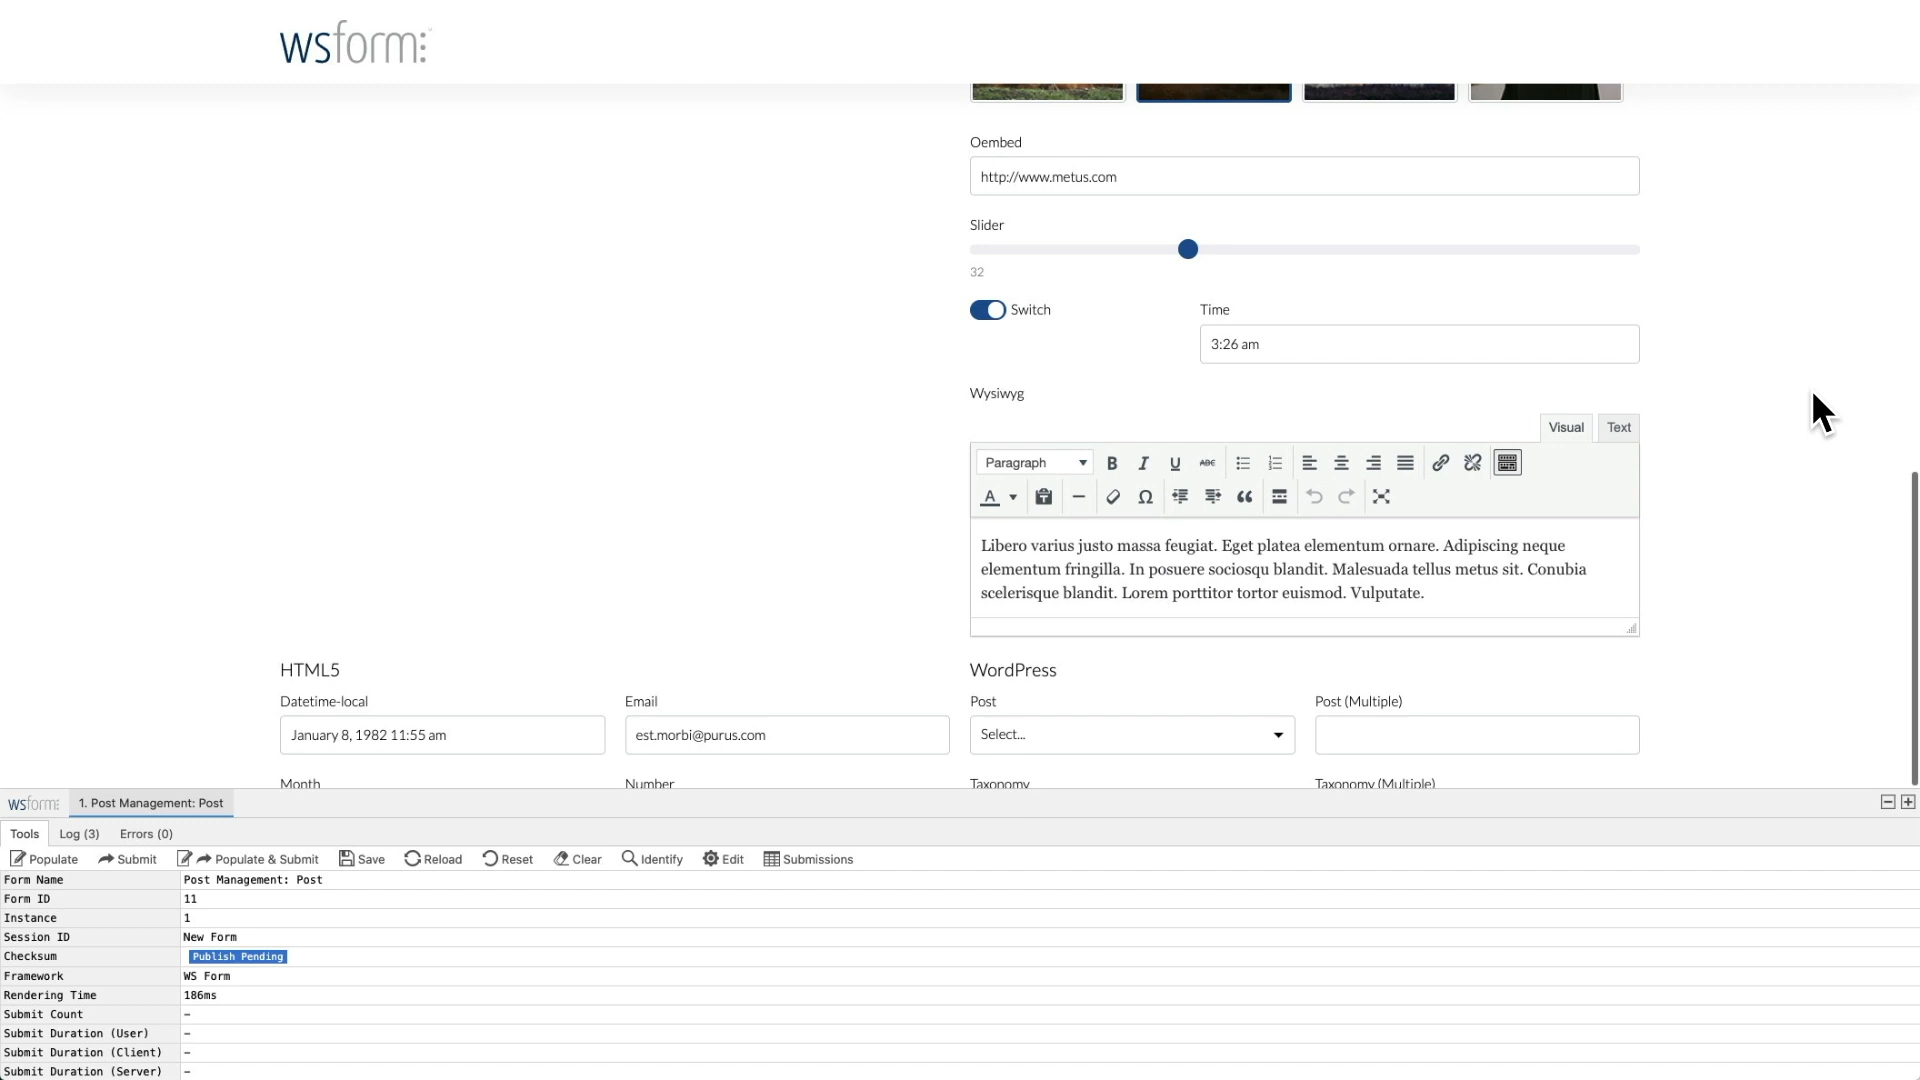 wsform
Oembed
http://www.metus.com
Slider
32
Switch
Time
3:26 am
Wysiwyg
Visual Text
Paragraph B I U ABC
A
Libero varius justo massa feugiat. Eget platea elementum ornare. Adipiscing neque
elementum fringilla. In posuere sociosqu blandit. Malesuada tellus metus sit. Conubia
scelerisque blandit. Lorem porttitor tortor euismod. Vulputate.
HTML5 WordPress
Datetime-local Email Post Post (Multiple)
January 8, 1982 11:55 am est.morbi@purus.com Select...
Month Number Taxonomy Taxonomy (Multiple)
wsform 1. Post Management: Post
Tools Log (3) Errors (0)
Populate Submit Populate & Submit Save Reload Reset Clear Identify Edit Submissions
Form Name Post Management: Post
Form ID 11
Instance 1
Session ID New Form
Checksum Publish Pending
Framework WS Form
Rendering Time 186ms
Submit Count –
Submit Duration (User) –
Submit Duration (Client) –
Submit Duration (Server) –